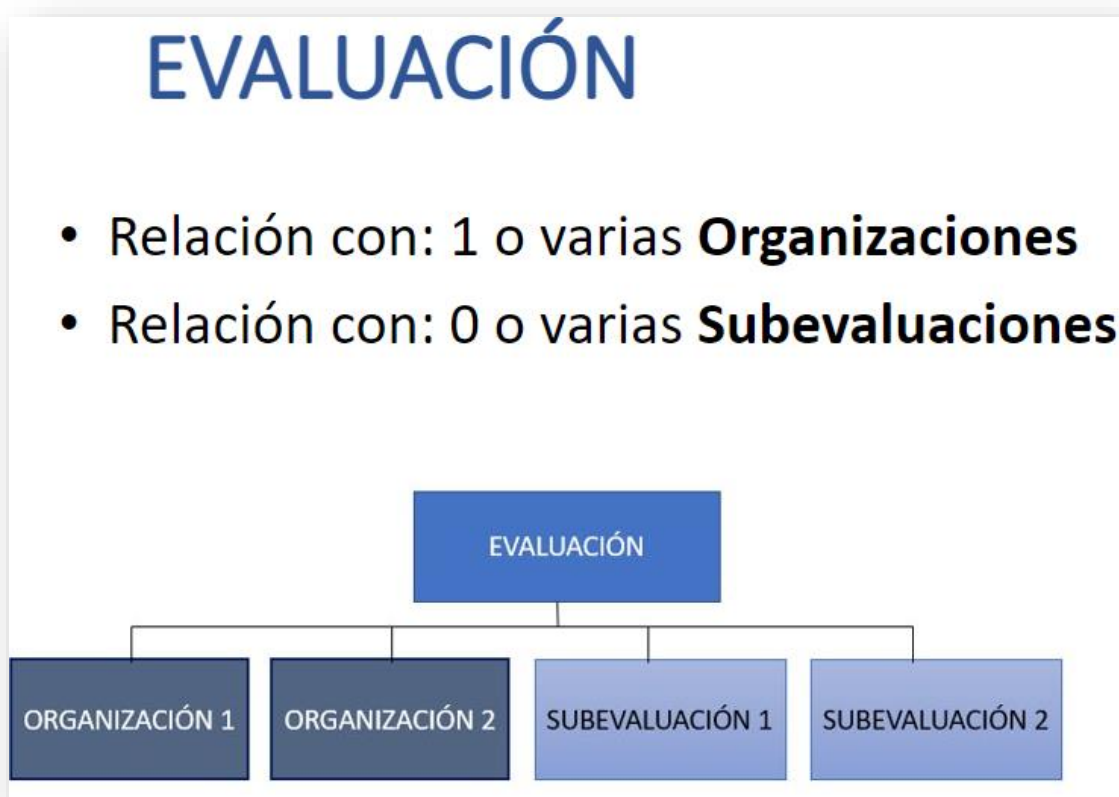 EVALUACIÓN
• Relación con: 1 o varias Organizaciones
• Relación con: 0 o varias Subevaluaciones
EVALUACIÓN
ORGANIZACIÓN 1
ORGANIZACIÓN 2
SUBEVALUACIÓN 1
SUBEVALUACIÓN 2